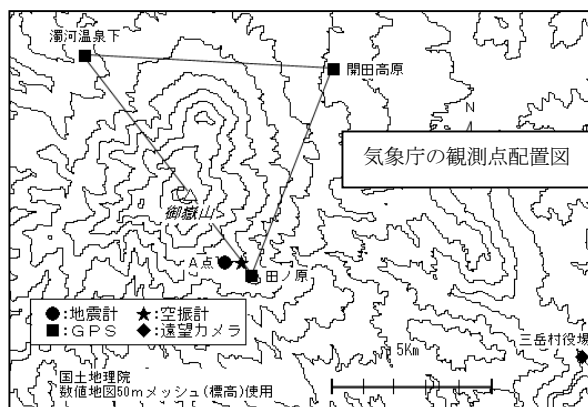 濁河温泉下
開田高原
N
気象庁の観測点配置図
御嶽山
A点
田ノ原
●:地震計 ★:空振計
■:GPS ◆:遠望カメラ
5Km
三岳村役場
国土地理院
数値地図50mメッシュ(標高)使用